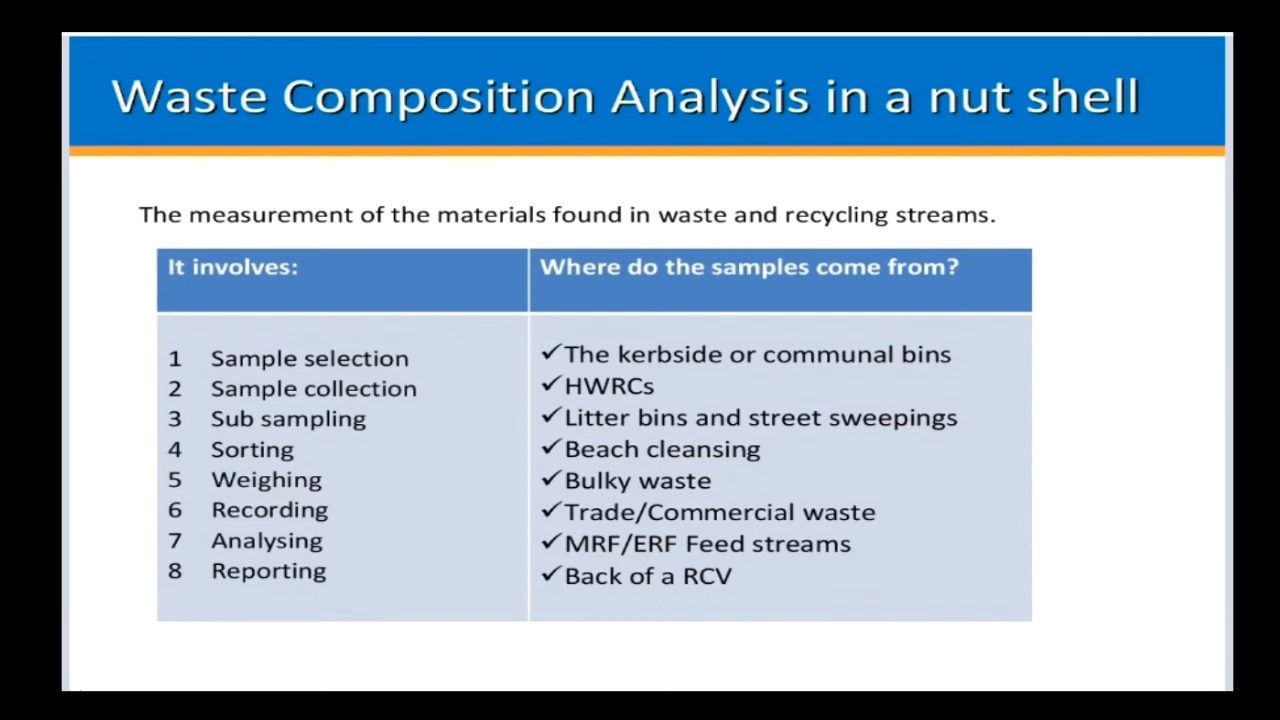 Waste Composition Analysis in a nut shell
The measurement of the materials found in waste and recycling streams.
It involves:
1 Sample selection
2 Sample collection
3 Sub sampling
4 Sorting
5 Weighing
6 Recording
7 Analysing
8 Reporting
Where do the samples come from?
✓The kerbside or communal bins
✓HWRCs
✓Litter bins and street sweepings
✓Beach cleansing
✓Bulky waste
✓Trade/Commercial waste
✓MRF/ERF Feed streams
✓Back of a RCV